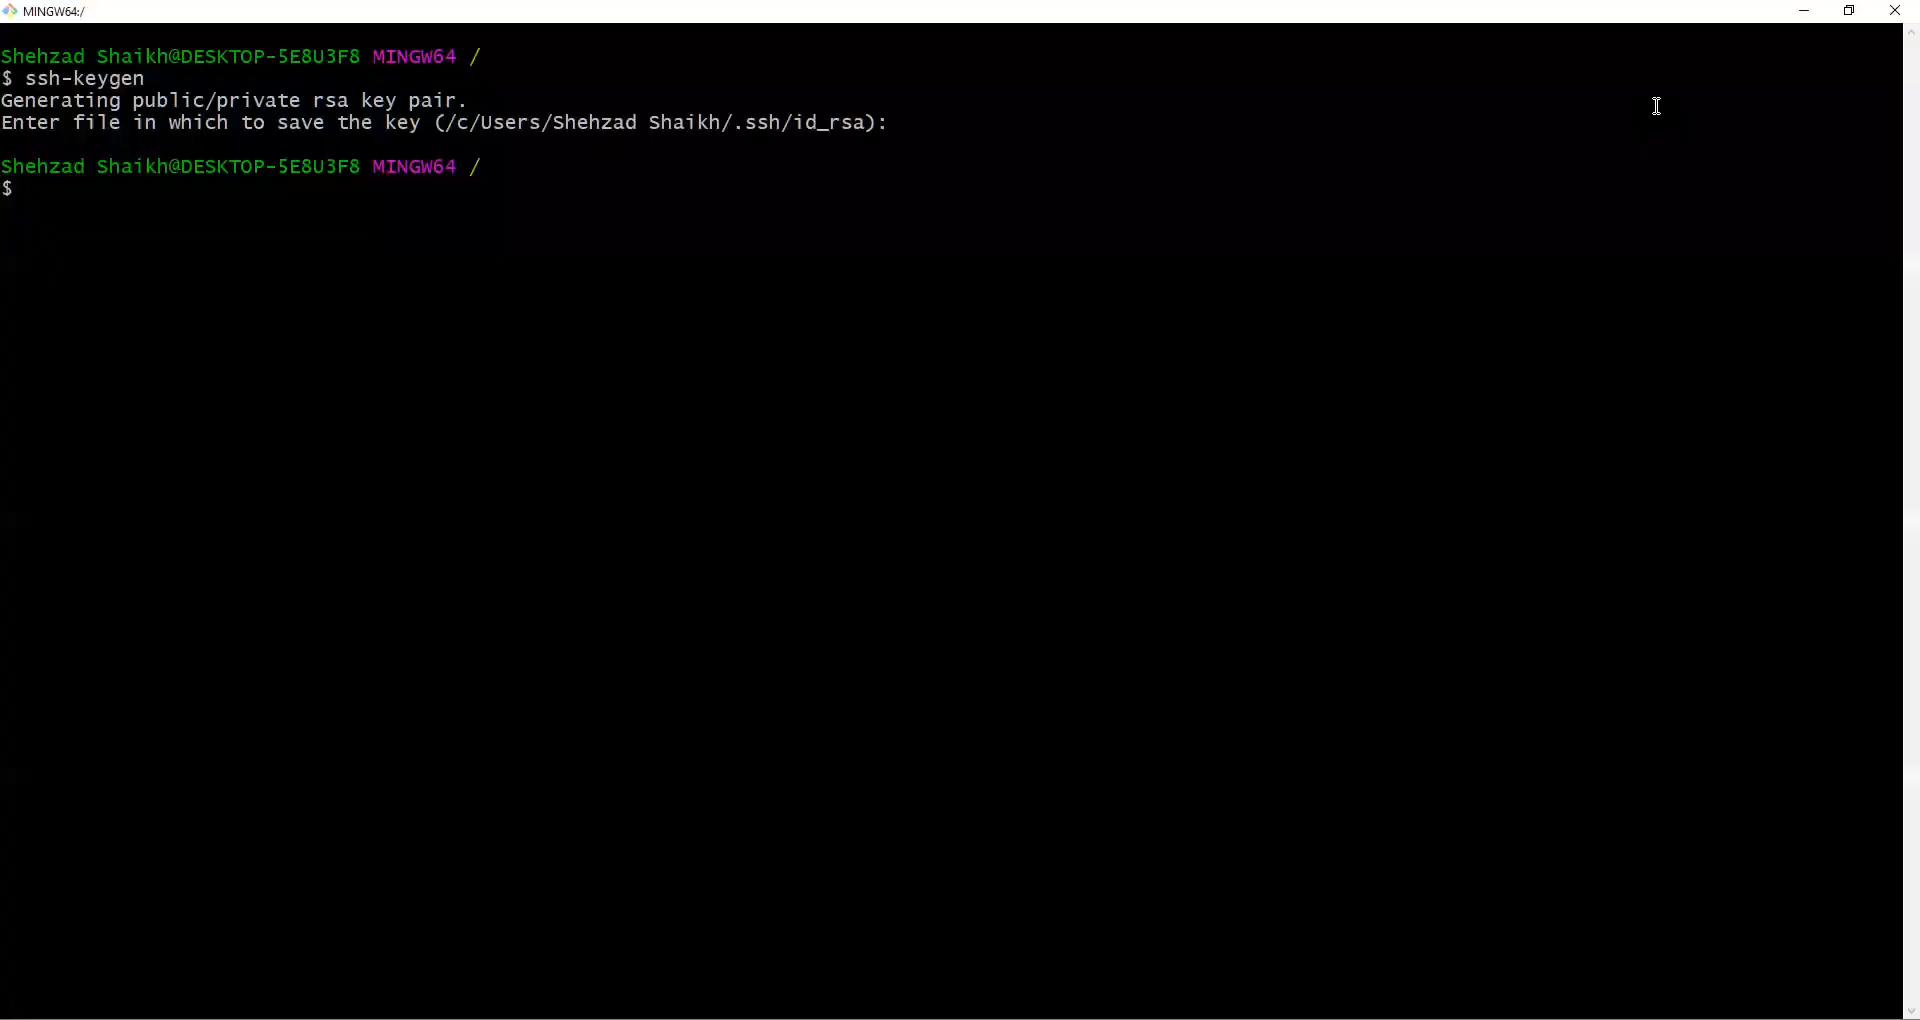 MINGW64:/
Shehzad Shaikh@DESKTOP-5E8U3F8 MINGW64 /
$ ssh-keygen
Generating public/private rsa key pair.
Enter file in which to save the key (/c/Users/Shehzad Shaikh/.ssh/id_rsa):
Shehzad Shaikh@DESKTOP-5E8U3F8 MINGW64 /
$